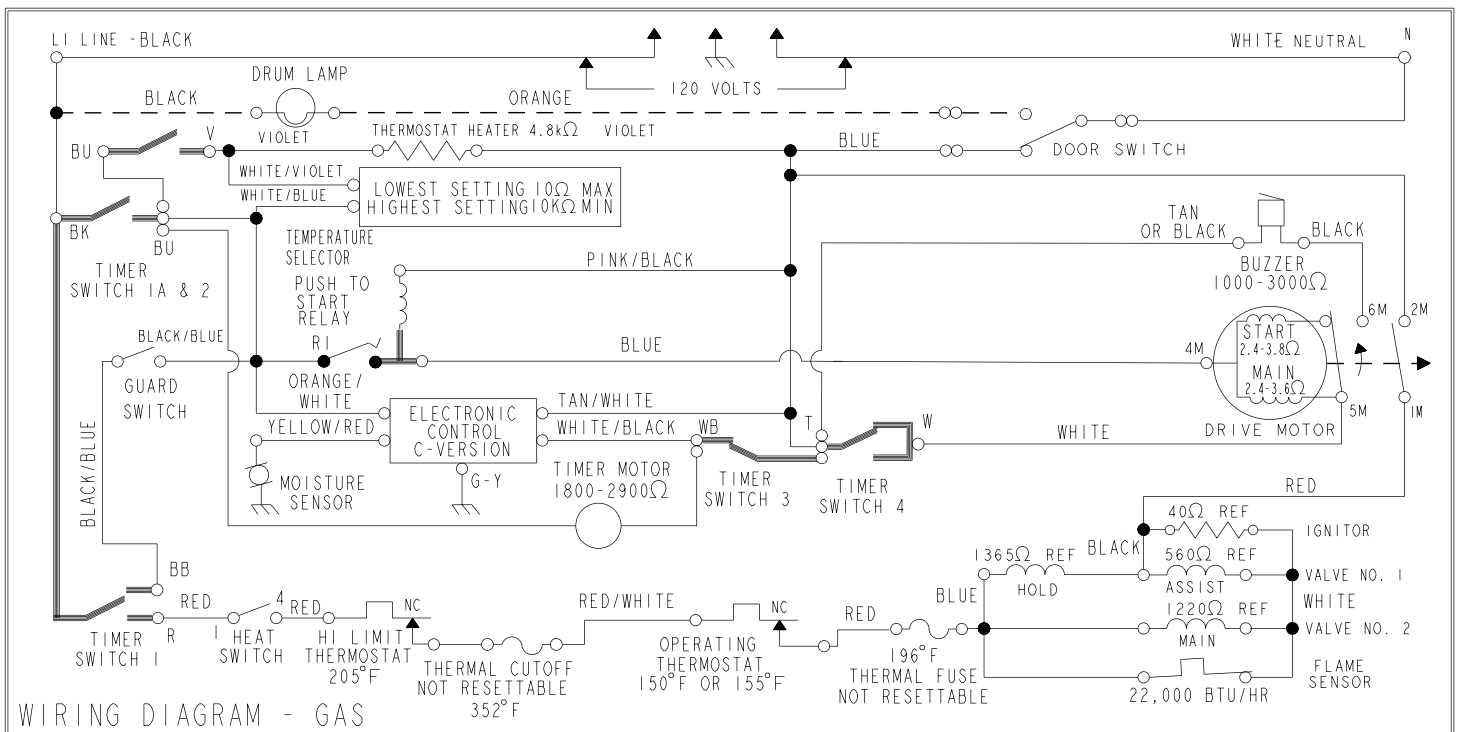 LI LINE - BLACK
WHITE NEUTRAL
N
DRUM LAMP
120 VOLTS
BLACK
ORANGE
VIOLET
V
THERMOSTAT HEATER 4.8kΩ
VIOLET
BLUE
DOOR SWITCH
BU
WHITE/VIOLET
WHITE/BLUE
LOWEST SETTING 10Ω MAX
HIGHEST SETTING 10KΩ MIN
BK
BU
TEMPERATURE
SELECTOR
TIMER
SWITCH 1A & 2
PINK/BLACK
PUSH TO
START
RELAY
TAN
OR BLACK
BLACK
BUZZER
1000-3000Ω
6M
2M
BLACK/BLUE
R1
BLUE
4M
START
2.4-3.8Ω
MAIN
2.4-3.6Ω
5M
1M
DRIVE MOTOR
GUARD
SWITCH
ORANGE/
WHITE
YELLOW/RED
ELECTRONIC
CONTROL
C-VERSION
TAN/WHITE
WHITE/BLACK
WB
T
W
WHITE
G-Y
MOISTURE
SENSOR
TIMER MOTOR
1800-2900Ω
TIMER
SWITCH 3
TIMER
SWITCH 4
BLACK/BLUE
RED
40Ω REF
IGNITOR
BLACK
1365Ω REF
HOLD
560Ω REF
ASSIST
VALVE NO. 1
BLUE
WHITE
1220Ω REF
MAIN
VALVE NO. 2
BB
RED
R
1
4
HEAT
SWITCH
RED
NC
HI LIMIT
THERMOSTAT
205°F
RED/WHITE
THERMAL CUTOFF
NOT RESETTABLE
352°F
NC
OPERATING
THERMOSTAT
150°F OR 155°F
RED
196°F
THERMAL FUSE
NOT RESETTABLE
FLAME
SENSOR
22,000 BTU/HR
TIMER
SWITCH 1
WIRING DIAGRAM - GAS